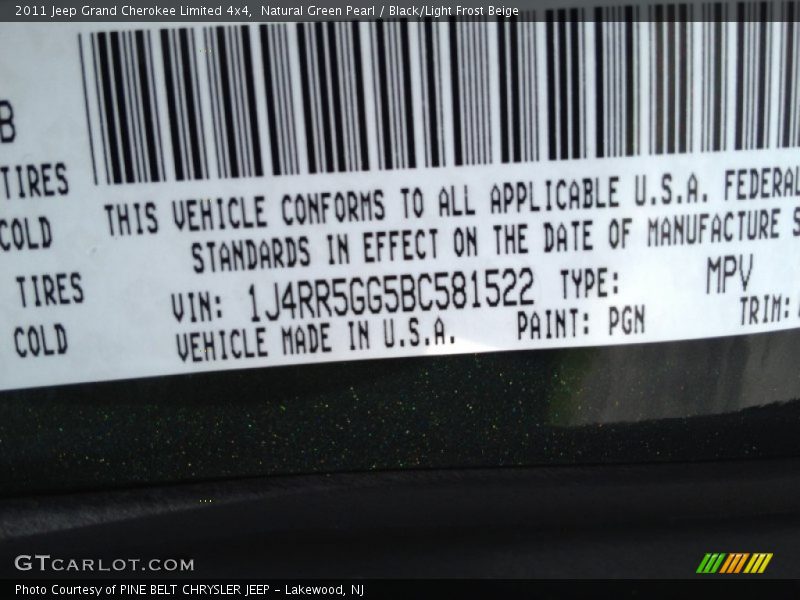 2011 Jeep Grand Cherokee Limited 4x4, Natural Green Pearl / Black/Light Frost Beige
B
TIRES
COLD
TIRES
COLD
THIS VEHICLE CONFORMS TO ALL APPLICABLE U.S.A. FEDERAL
STANDARDS IN EFFECT ON THE DATE OF MANUFACTURE S
VIN: 1J4RR5GG5BC581522 TYPE: MPV
VEHICLE MADE IN U.S.A. PAINT: PGN TRIM:
GTCARLOT.COM
Photo Courtesy of PINE BELT CHRYSLER JEEP - Lakewood, NJ